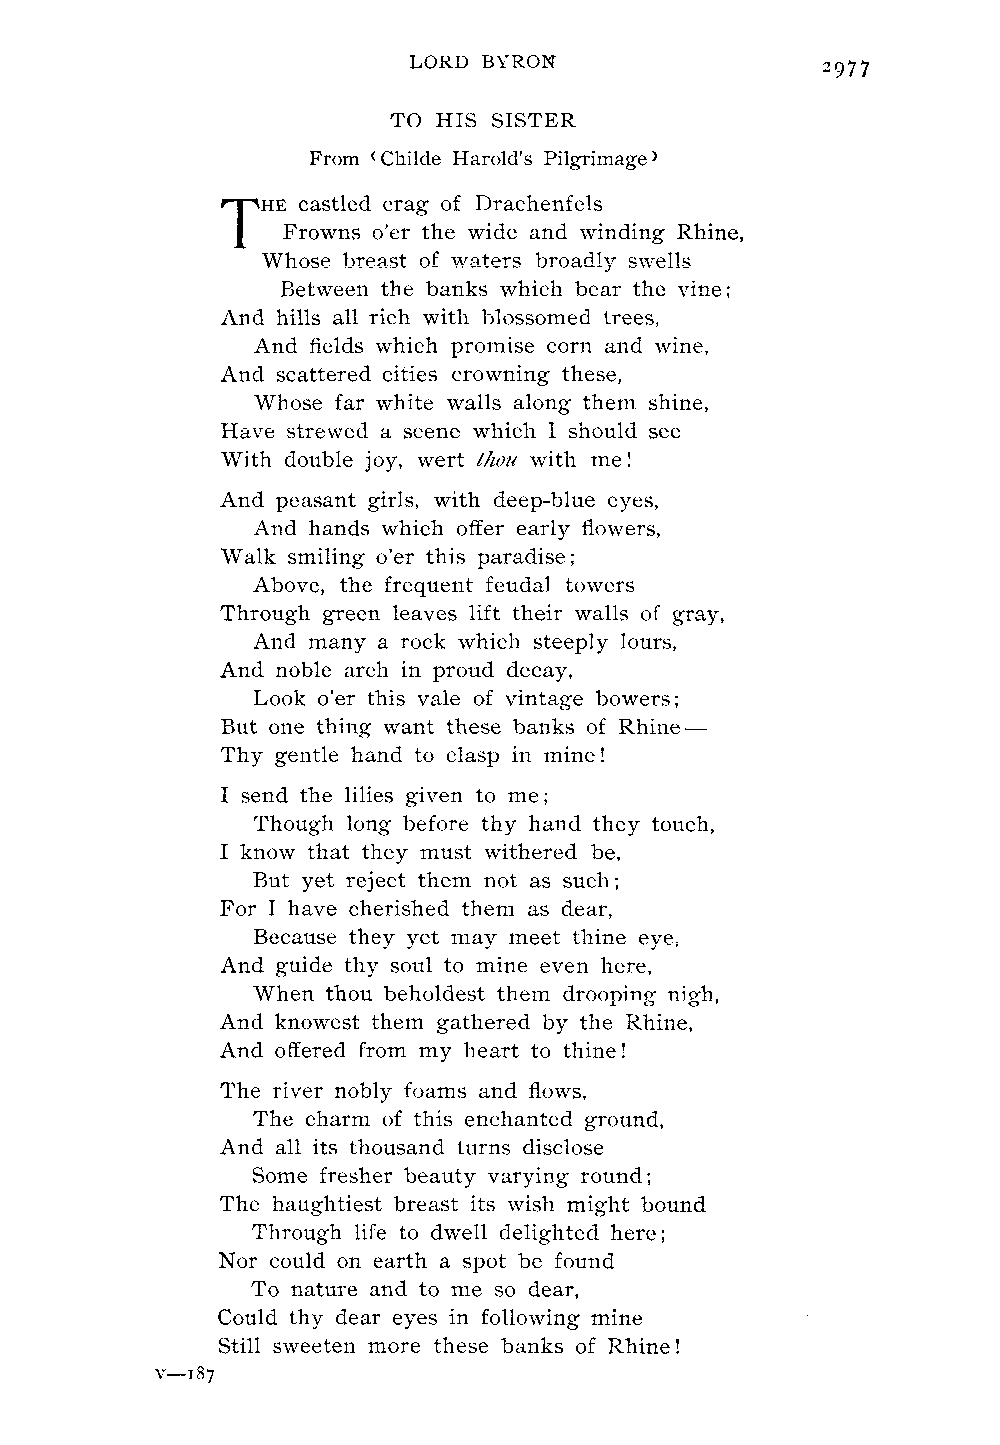 LORD BYRON
2977
TO HIS SISTER
From ‹Childe Harold's Pilgrimage›
THE castled crag of Drachenfels
Frowns o'er the wide and winding Rhine,
Whose breast of waters broadly swells
Between the banks which bear the vine;
And hills all rich with blossomed trees,
And fields which promise corn and wine,
And scattered cities crowning these,
Whose far white walls along them shine,
Have strewed a scene which I should see
With double joy, wert thou with me!
And peasant girls, with deep-blue eyes,
And hands which offer early flowers,
Walk smiling o'er this paradise;
Above, the frequent feudal towers
Through green leaves lift their walls of gray,
And many a rock which steeply lours,
And noble arch in proud decay,
Look o'er this vale of vintage bowers;
But one thing want these banks of Rhine—
Thy gentle hand to clasp in mine!
I send the lilies given to me;
Though long before thy hand they touch,
I know that they must withered be,
But yet reject them not as such;
For I have cherished them as dear,
Because they yet may meet thine eye,
And guide thy soul to mine even here,
When thou beholdest them drooping nigh,
And knowest them gathered by the Rhine,
And offered from my heart to thine!
The river nobly foams and flows,
The charm of this enchanted ground,
And all its thousand turns disclose
Some fresher beauty varying round;
The haughtiest breast its wish might bound
Through life to dwell delighted here;
Nor could on earth a spot be found
To nature and to me so dear,
Could thy dear eyes in following mine
Still sweeten more these banks of Rhine!
V—187